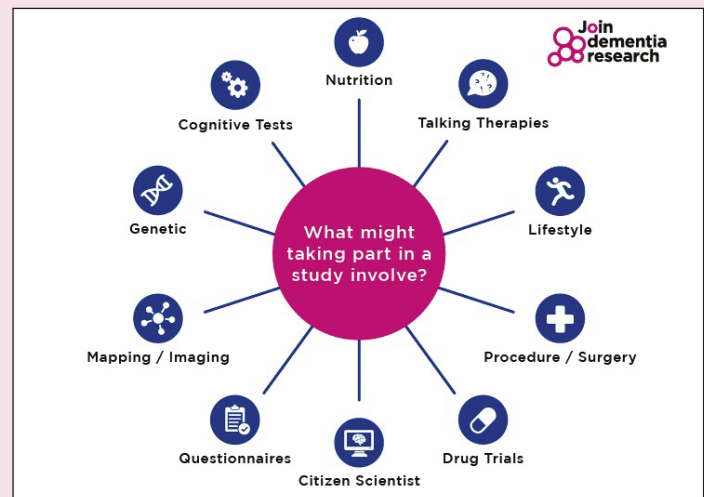 Join
dementia
research
Nutrition
Cognitive Tests
Talking Therapies
Genetic
Lifestyle
What might
taking part in a
study involve?
Mapping / Imaging
Procedure / Surgery
Questionnaires
Citizen Scientist
Drug Trials